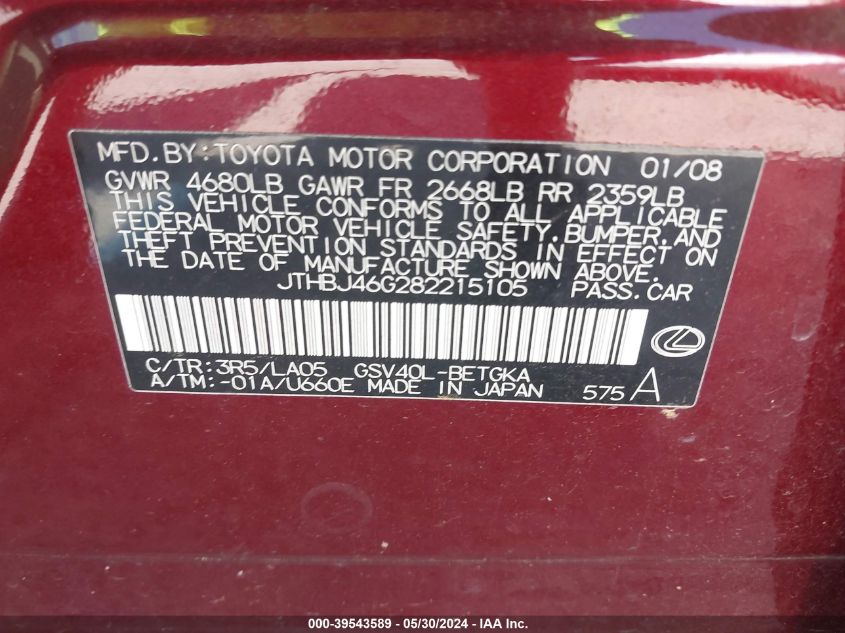 MFD.BY:TOYOTA MOTOR CORPORATION 01/08
GVWR 4680LB GAWR FR 2668LB RR 2359LB
THIS VEHICLE CONFORMS TO ALL APPLICABLE
FEDERAL MOTOR VEHICLE SAFETY,BUMPER,AND
THEFT PREVENTION STANDARDS IN EFFECT ON
THE DATE OF MANUFACTURE SHOWN ABOVE.
JTHBJ46G282215105 PASS.CAR
C/TR:3R5/LA05 GSV40L-BETGKA
A/TM:-01A/U660E MADE IN JAPAN 575 A
000-39543589 - 05/30/2024 - IAA Inc.